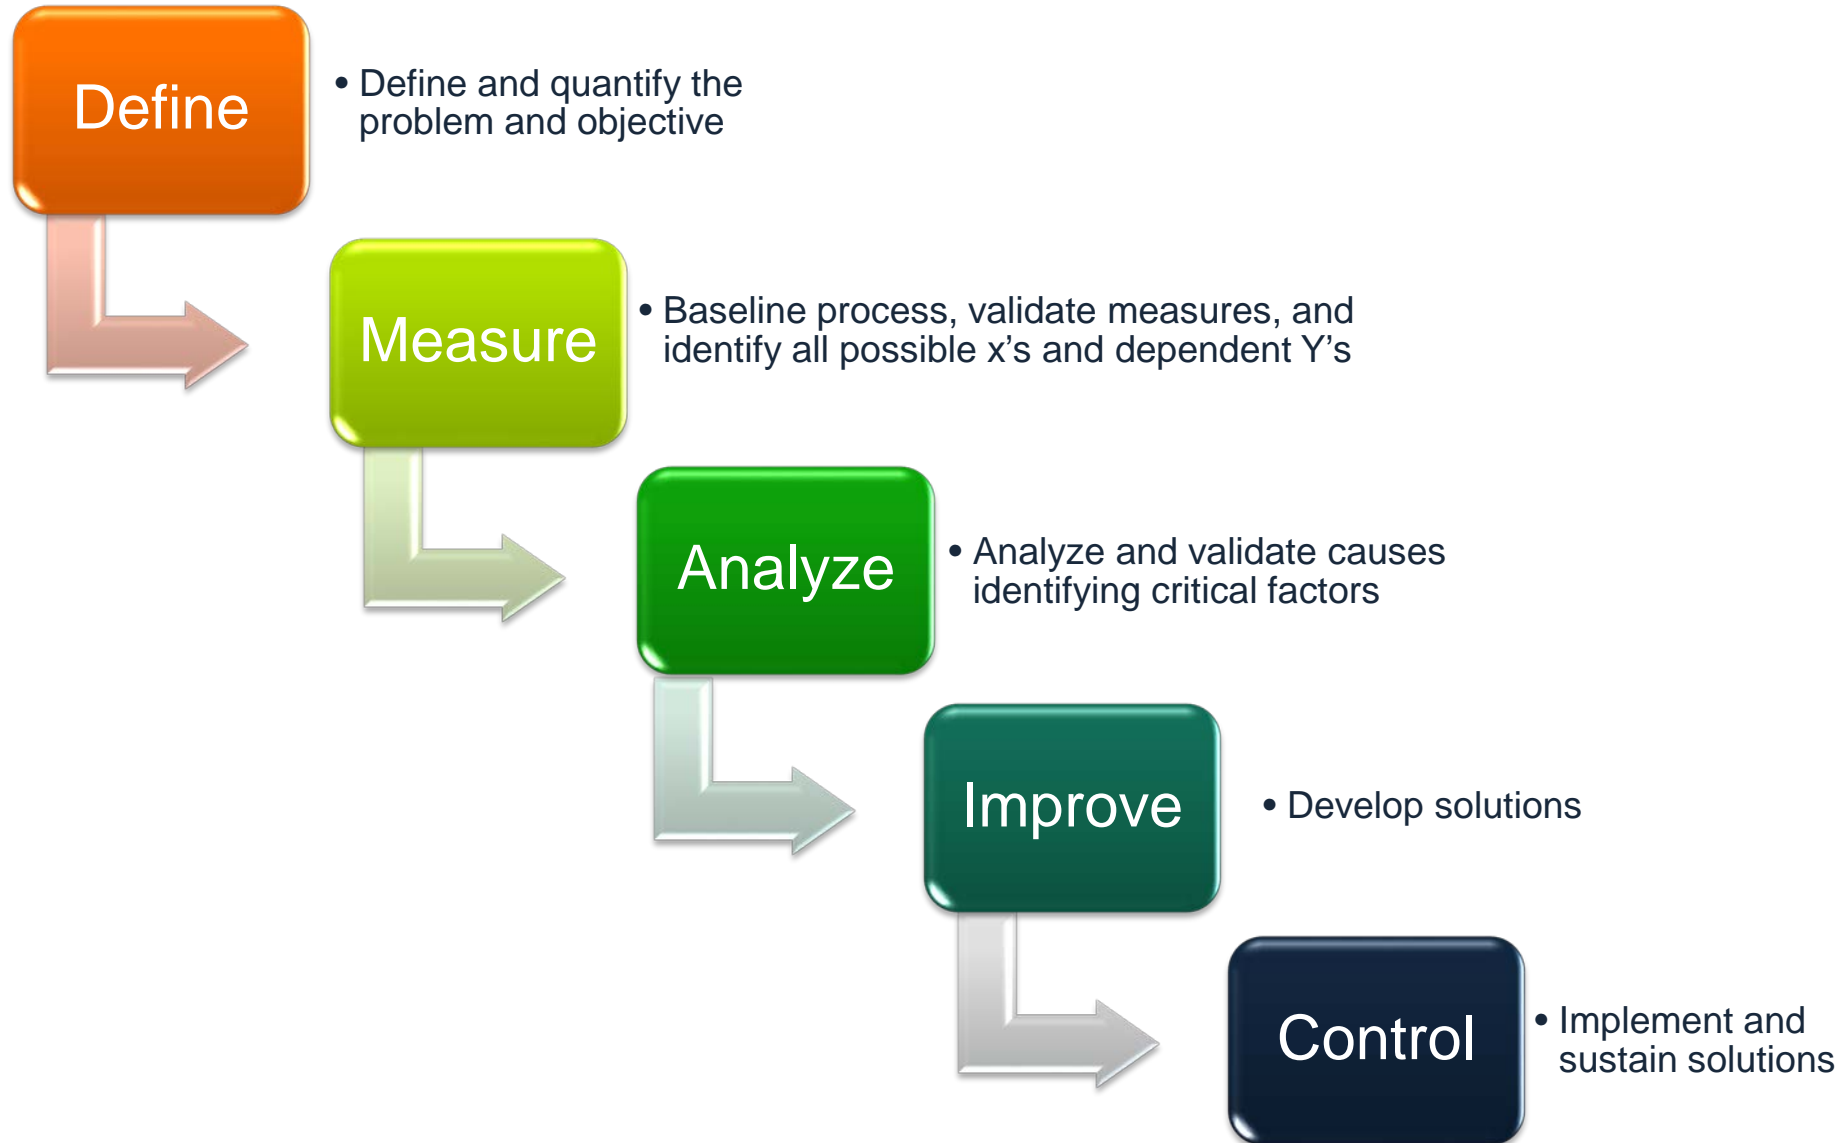 Define
• Define and quantify the
problem and objective
Measure
• Baseline process, validate measures, and
identify all possible x’s and dependent Y’s
Analyze
• Analyze and validate causes
identifying critical factors
Improve
• Develop solutions
Control
• Implement and
sustain solutions